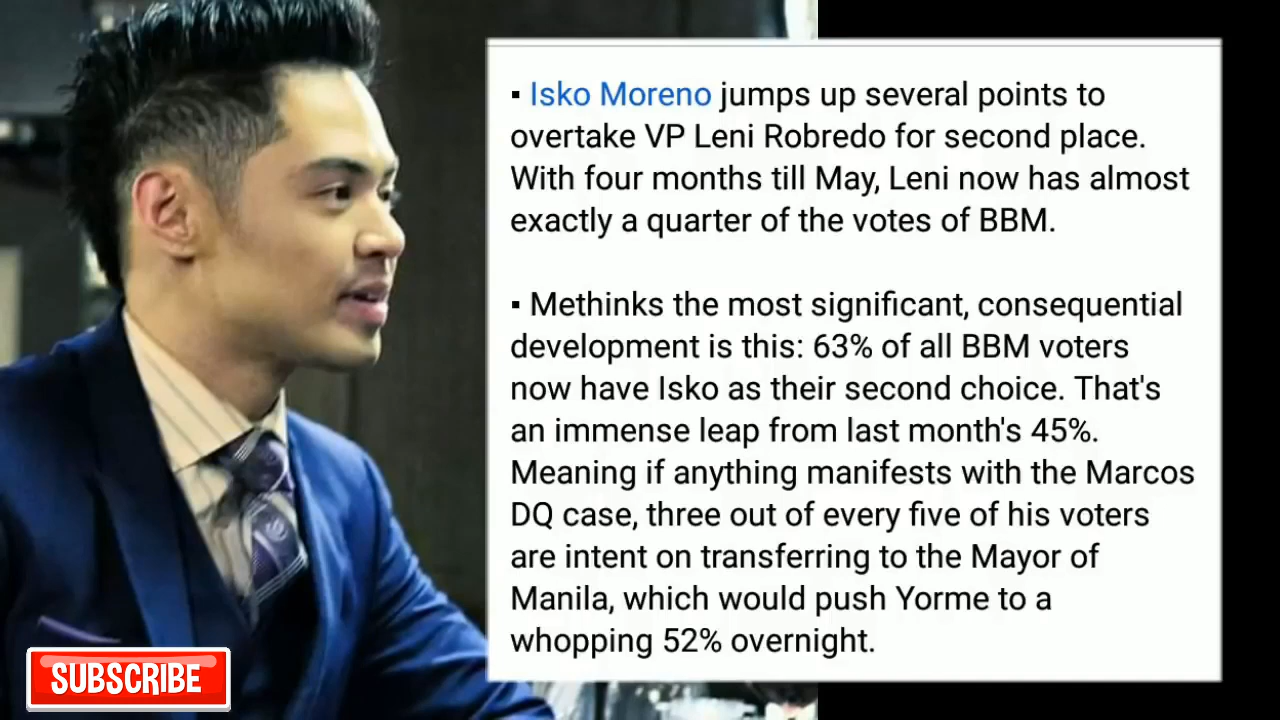 ▪ Isko Moreno jumps up several points to
overtake VP Leni Robredo for second place.
With four months till May, Leni now has almost
exactly a quarter of the votes of BBM.
▪ Methinks the most significant, consequential
development is this: 63% of all BBM voters
now have Isko as their second choice. That's
an immense leap from last month's 45%.
Meaning if anything manifests with the Marcos
DQ case, three out of every five of his voters
are intent on transferring to the Mayor of
Manila, which would push Yorme to a
whopping 52% overnight.
SUBSCRIBE